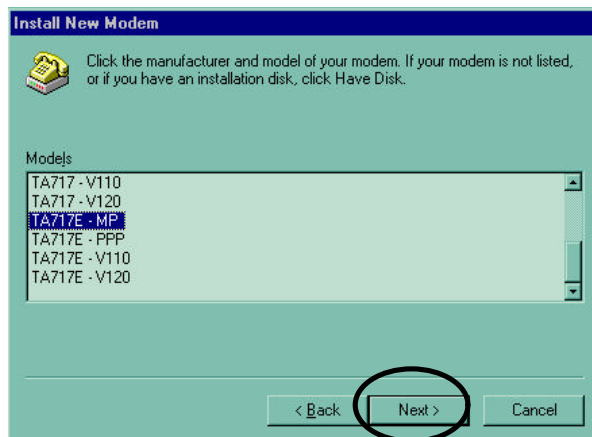 Install New Modem
Click the manufacturer and model of your modem. If your modem is not listed,
or if you have an installation disk, click Have Disk.
Models
TA717 - V110
TA717 - V120
TA717E - MP
TA717E - PPP
TA717E - V110
TA717E - V120
< Back
Next >
Cancel